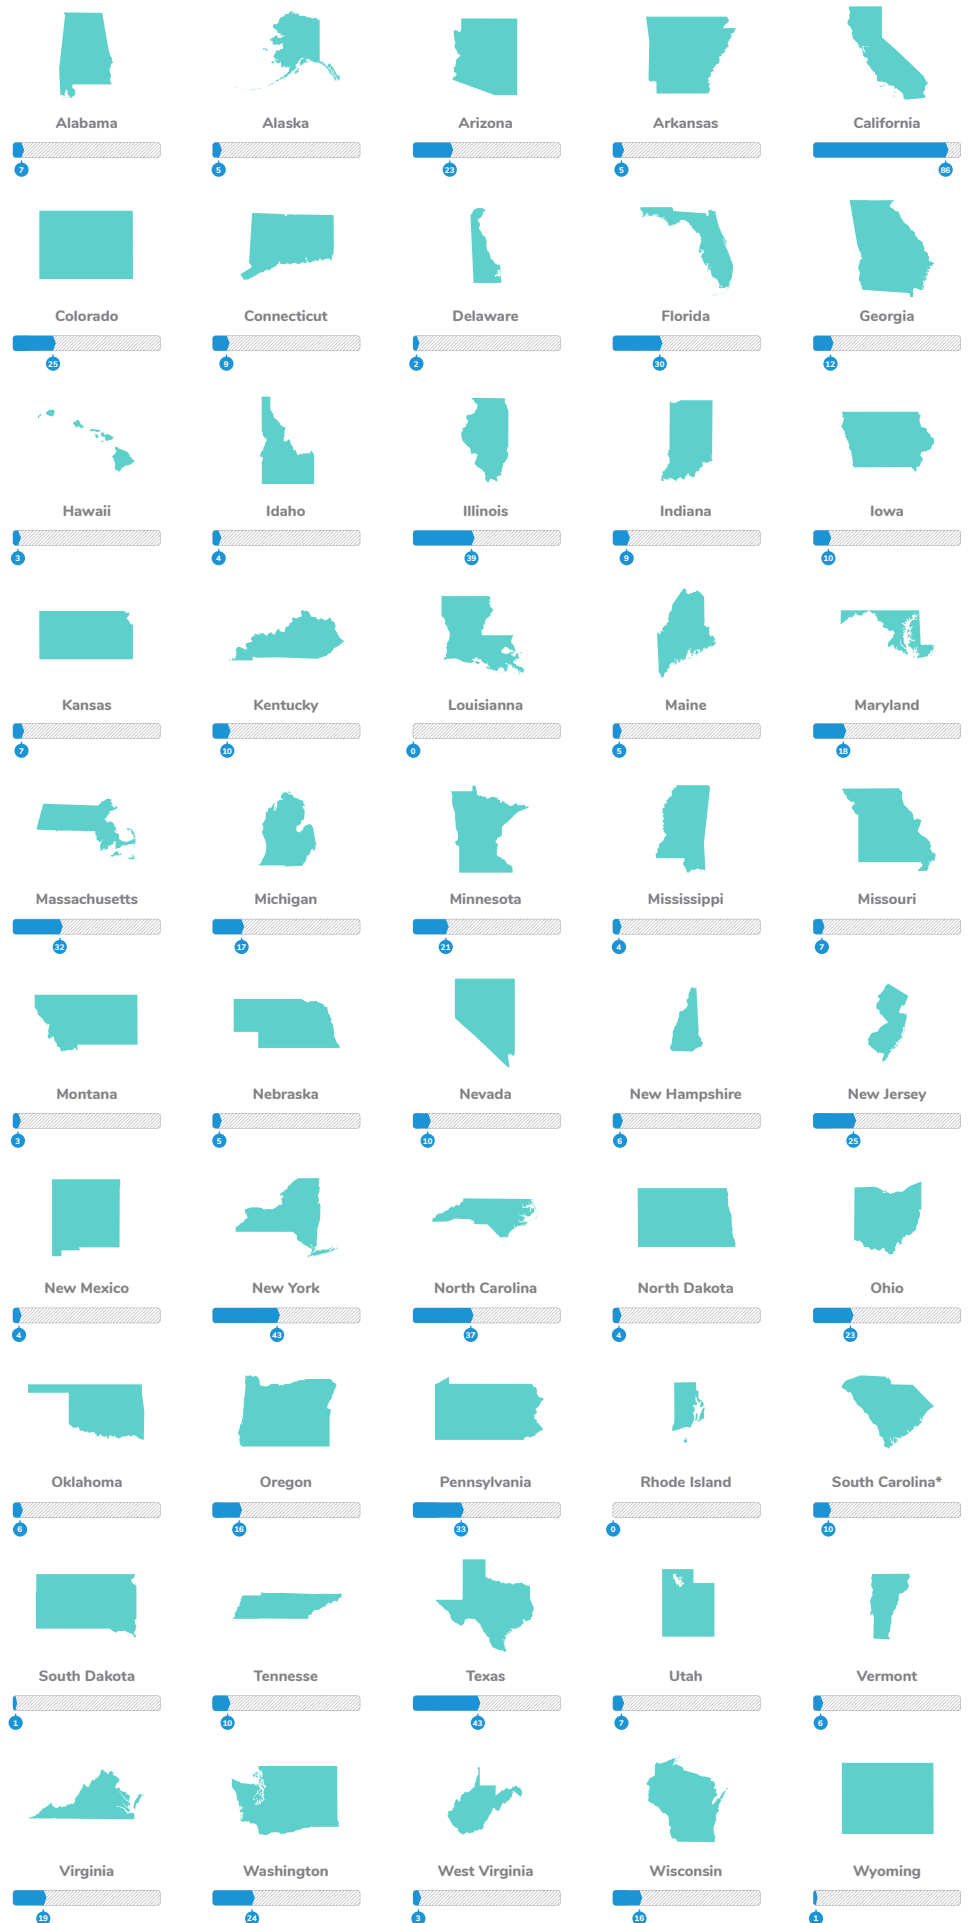 Alabama Alaska Arizona Arkansas California
7 5 23 5 86
Colorado Connecticut Delaware Florida Georgia
25 9 2 30 12
Hawaii Idaho Illinois Indiana Iowa
3 4 39 9 10
Kansas Kentucky Louisianna Maine Maryland
7 10 0 5 18
Massachusetts Michigan Minnesota Mississippi Missouri
32 17 21 4 7
Montana Nebraska Nevada New Hampshire New Jersey
3 5 10 6 25
New Mexico New York North Carolina North Dakota Ohio
4 43 37 4 23
Oklahoma Oregon Pennsylvania Rhode Island South Carolina*
6 16 33 0 10
South Dakota Tennesse Texas Utah Vermont
1 10 43 7 6
Virginia Washington West Virginia Wisconsin Wyoming
19 24 3 16 1